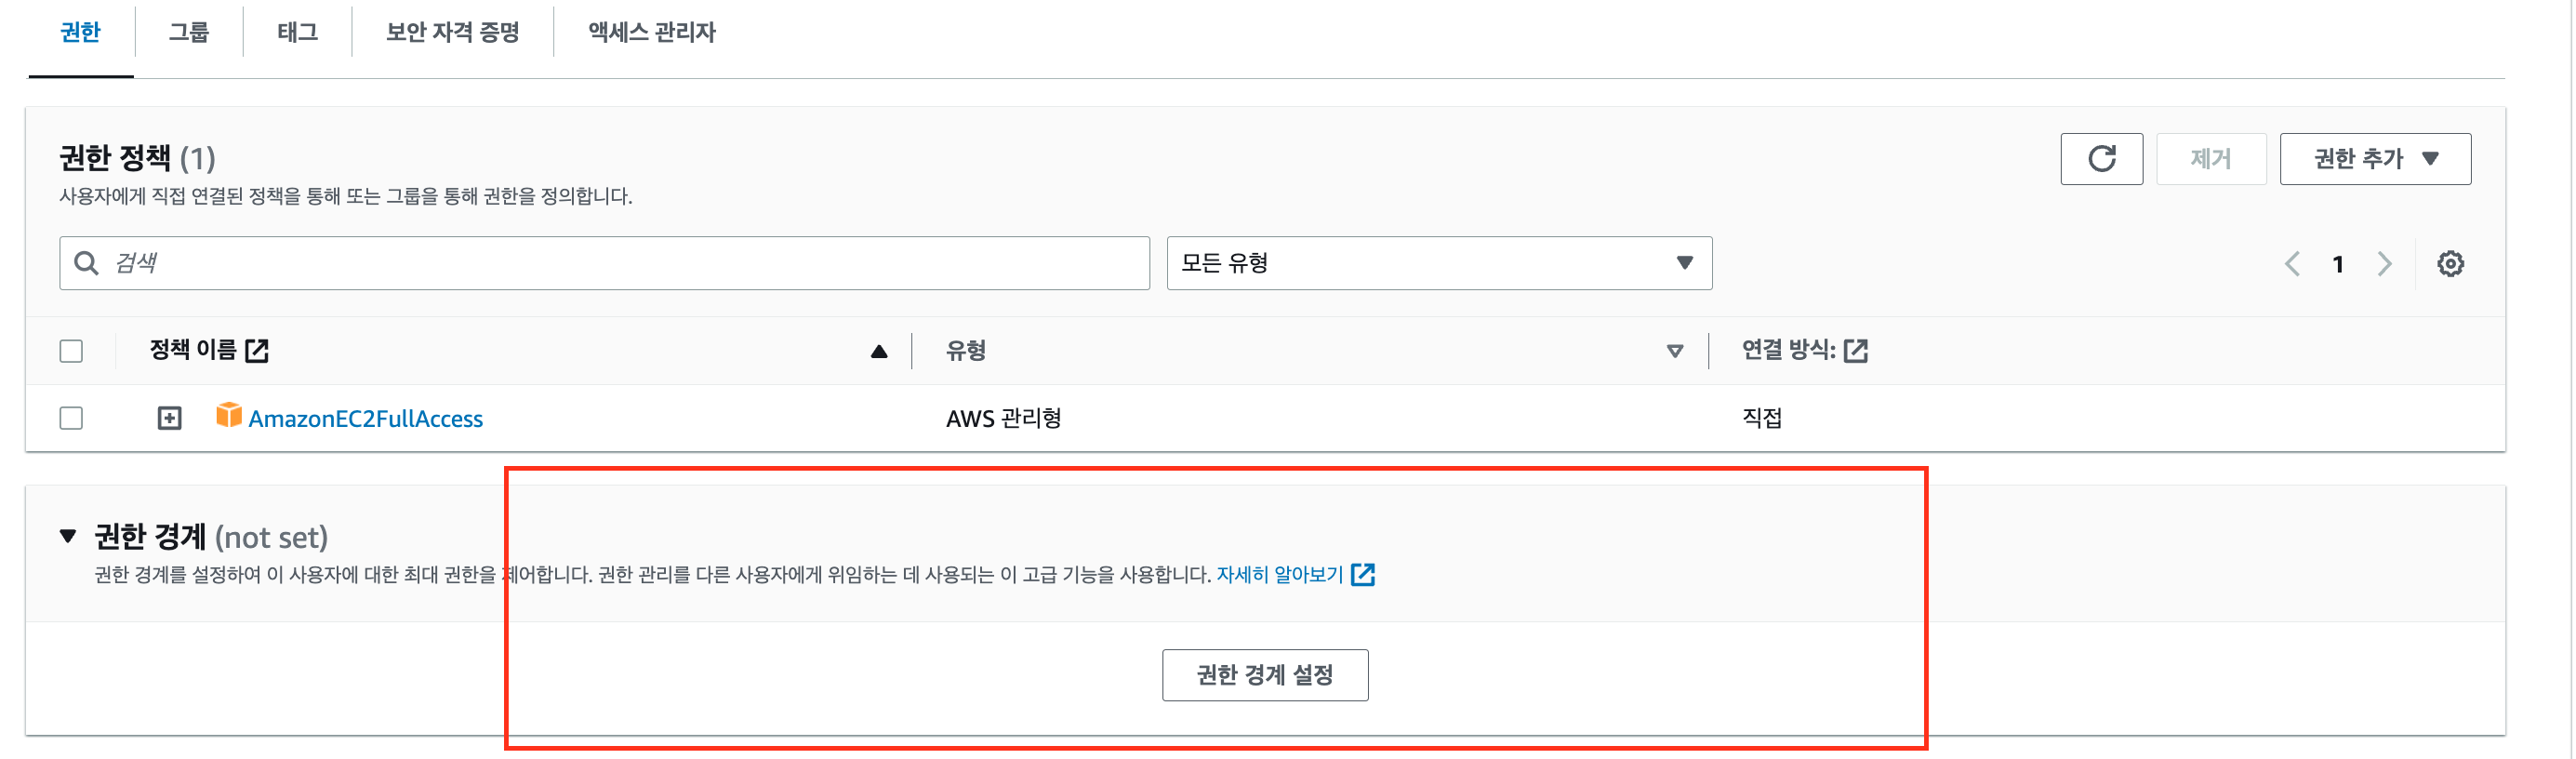 권한 그룹 태그 보안 자격 증명 액세스 관리자
권한 정책 (1)
제거 권한 추가
사용자에게 직접 연결된 정책을 통해 또는 그룹을 통해 권한을 정의합니다.
검색 모든 유형 1
정책 이름 유형 연결 방식:
AmazonEC2FullAccess AWS 관리형 직접
권한 경계 (not set)
권한 경계를 설정하여 이 사용자에 대한 최대 권한을 제어합니다. 권한 관리를 다른 사용자에게 위임하는 데 사용되는 이 고급 기능을 사용합니다. 자세히 알아보기
권한 경계 설정